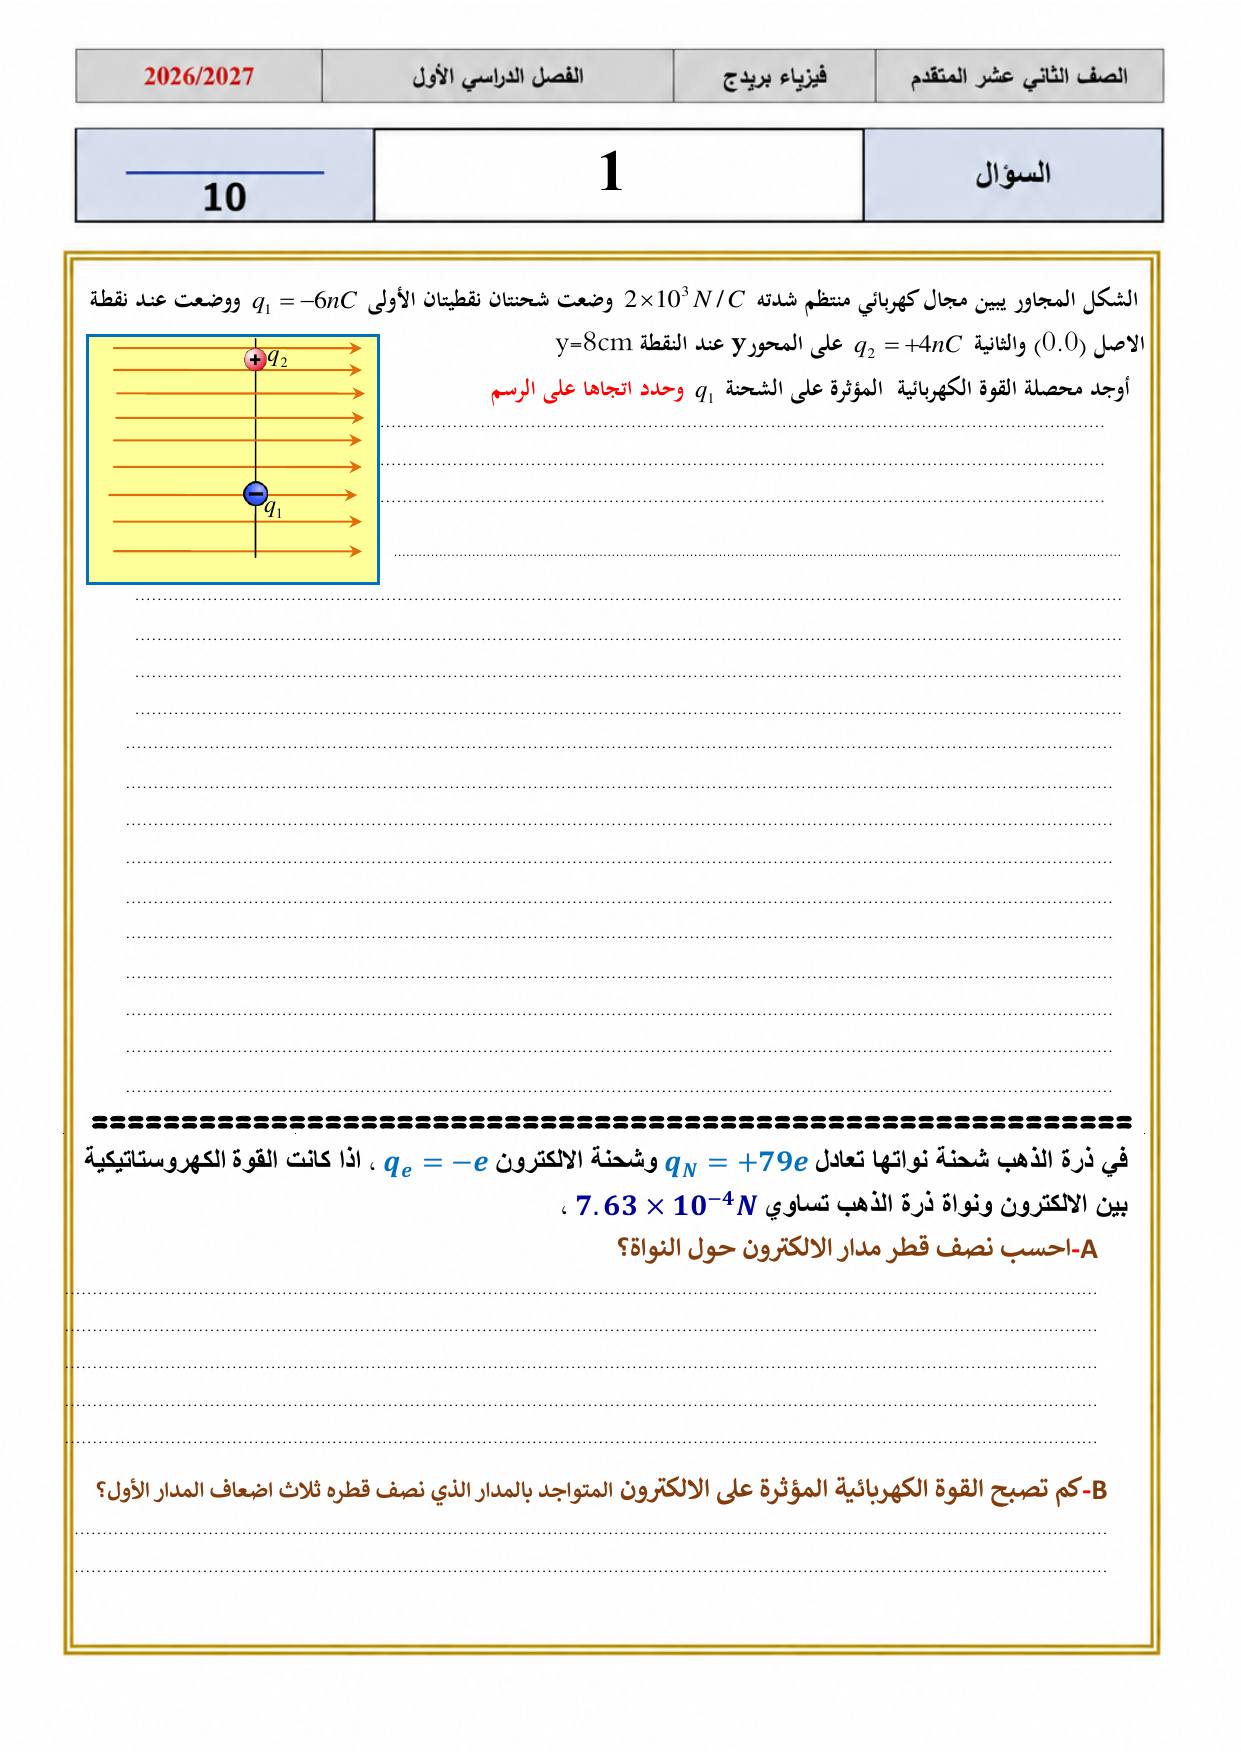 الصف الثاني عشر المتقدم فيزياء بريدج الفصل الدراسي الأول 2026/2027
السؤال 1 10
الشكل المجاور يبين مجال كهربائي منتظم شدته 2×10³ N / C وضعت شحنتان نقطيتان الأولى q₁ = −6nC ووضعت عند نقطة
الاصل (0.0) والثانية q₂ = +4nC على المحور y عند النقطة y=8cm
أوجد محصلة القوة الكهربائية المؤثرة على الشحنة q₁ وحدد اتجاها على الرسم
+ q₂
− q₁
في ذرة الذهب شحنة نواتها تعادل qN = +79e وشحنة الالكترون qe = −e ، اذا كانت القوة الكهروستاتيكية
بين الالكترون ونواة ذرة الذهب تساوي 7.63 × 10⁻⁴N ،
A-احسب نصف قطر مدار الالكترون حول النواة؟
B-كم تصبح القوة الكهربائية المؤثرة على الالكترون المتواجد بالمدار الذي نصف قطره ثلاث اضعاف المدار الأول؟